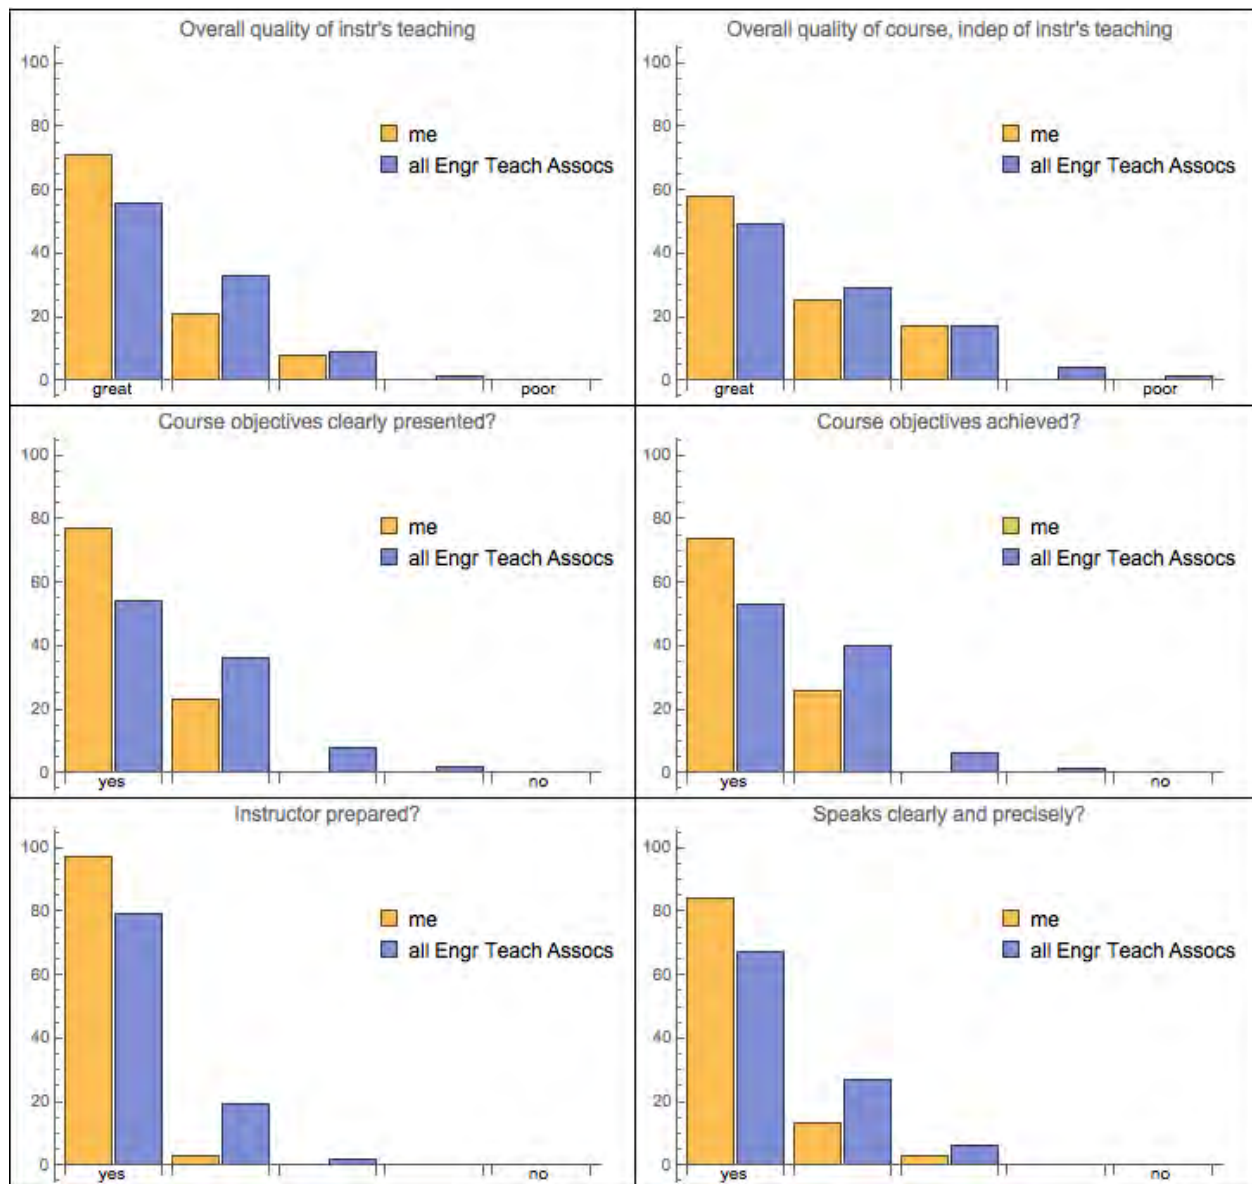 Overall quality of instr's teaching
100
80
60
40
20
0
me
all Engr Teach Assocs
great
poor
Overall quality of course, indep of instr's teaching
100
80
60
40
20
0
me
all Engr Teach Assocs
great
poor
Course objectives clearly presented?
100
80
60
40
20
0
me
all Engr Teach Assocs
yes
no
Course objectives achieved?
100
80
60
40
20
0
me
all Engr Teach Assocs
yes
no
Instructor prepared?
100
80
60
40
20
0
me
all Engr Teach Assocs
yes
no
Speaks clearly and precisely?
100
80
60
40
20
0
me
all Engr Teach Assocs
yes
no